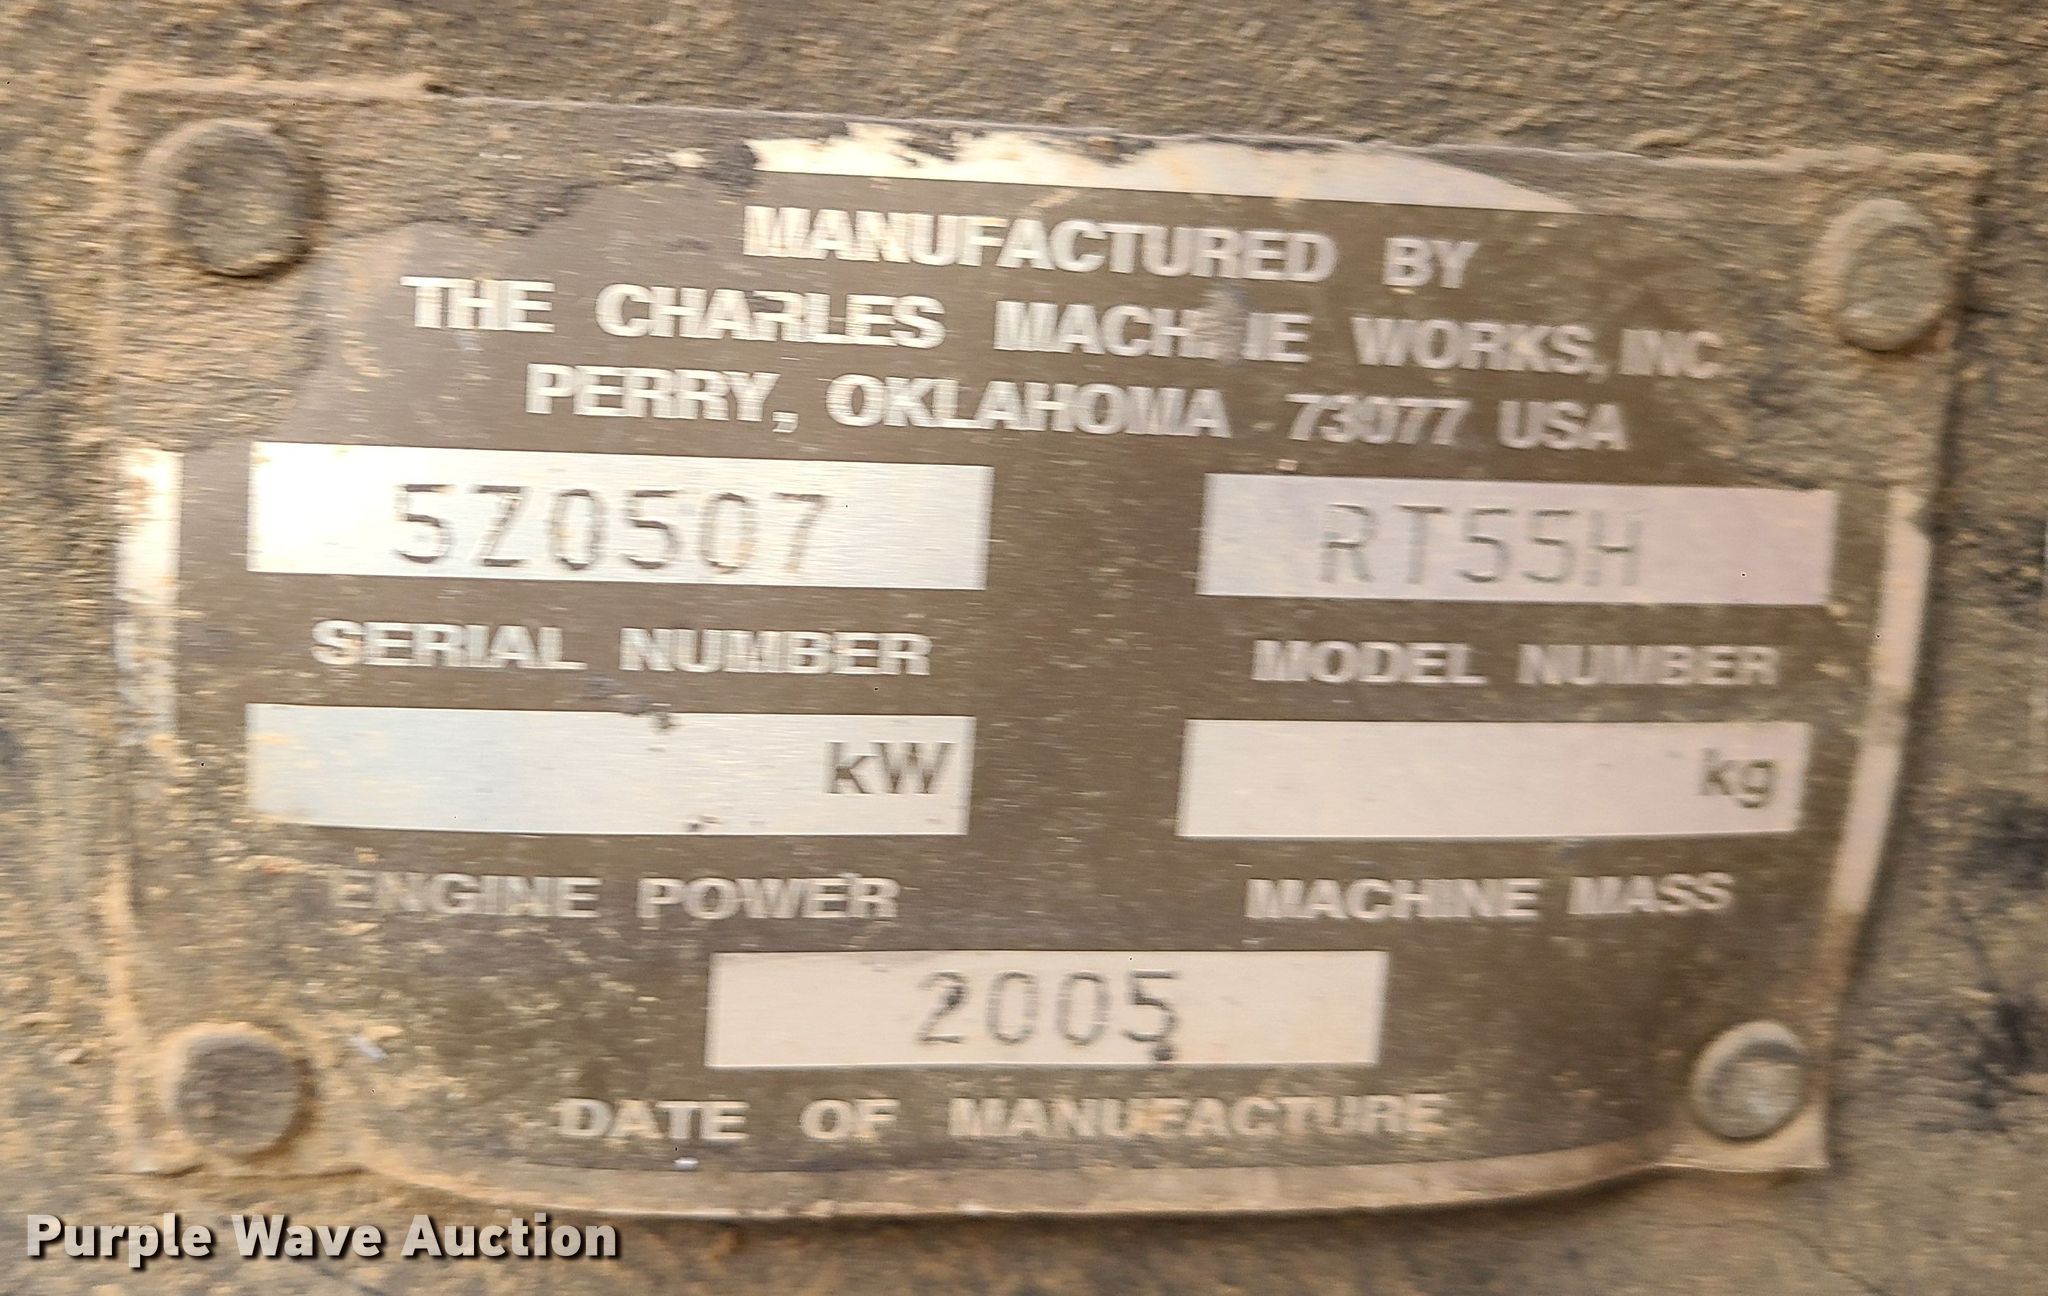 MANUFACTURED BY
THE CHARLES MACHINE WORKS, INC.
PERRY, OKLAHOMA 73077 USA
5Z0507 RT55H
SERIAL NUMBER MODEL NUMBER
kW kg
ENGINE POWER MACHINE MASS
2005
DATE OF MANUFACTURE
Purple Wave Auction